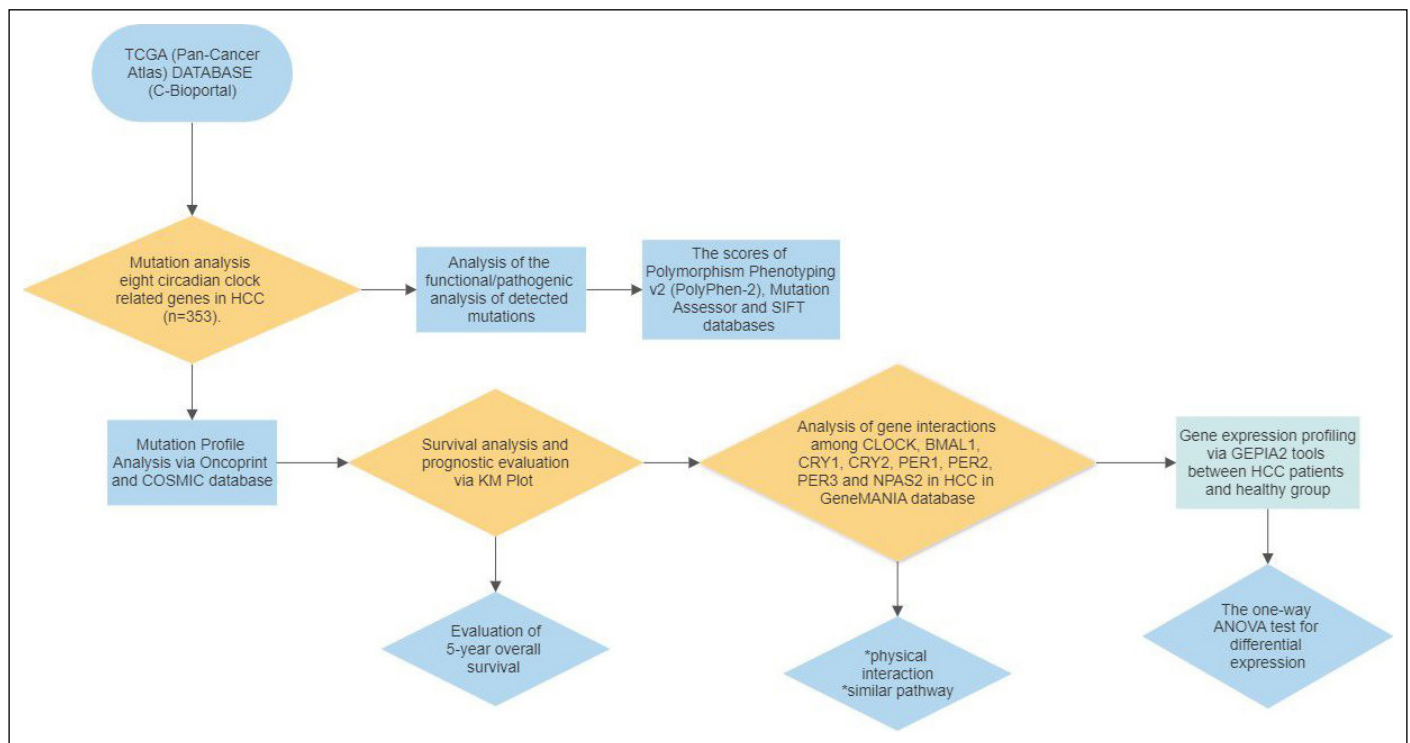 TCGA (Pan-Cancer
Atlas) DATABASE
(C-Bioportal)
Mutation analysis
eight circadian clock
related genes in HCC
(n=353).
Analysis of the
functional/pathogenic
analysis of detected
mutations
The scores of
Polymorphism Phenotyping
v2 (PolyPhen-2), Mutation
Assessor and SIFT
databases
Mutation Profile
Analysis via Oncoprint
and COSMIC database
Survival analysis and
prognostic evaluation
via KM Plot
Analysis of gene interactions
among CLOCK, BMAL1,
CRY1, CRY2, PER1, PER2,
PER3 and NPAS2 in HCC in
GeneMANIA database
Gene expression profiling
via GEPIA2 tools
between HCC patients
and healthy group
Evaluation of
5-year overall
survival
*physical
interaction
*similar pathway
The one-way
ANOVA test for
differential
expression